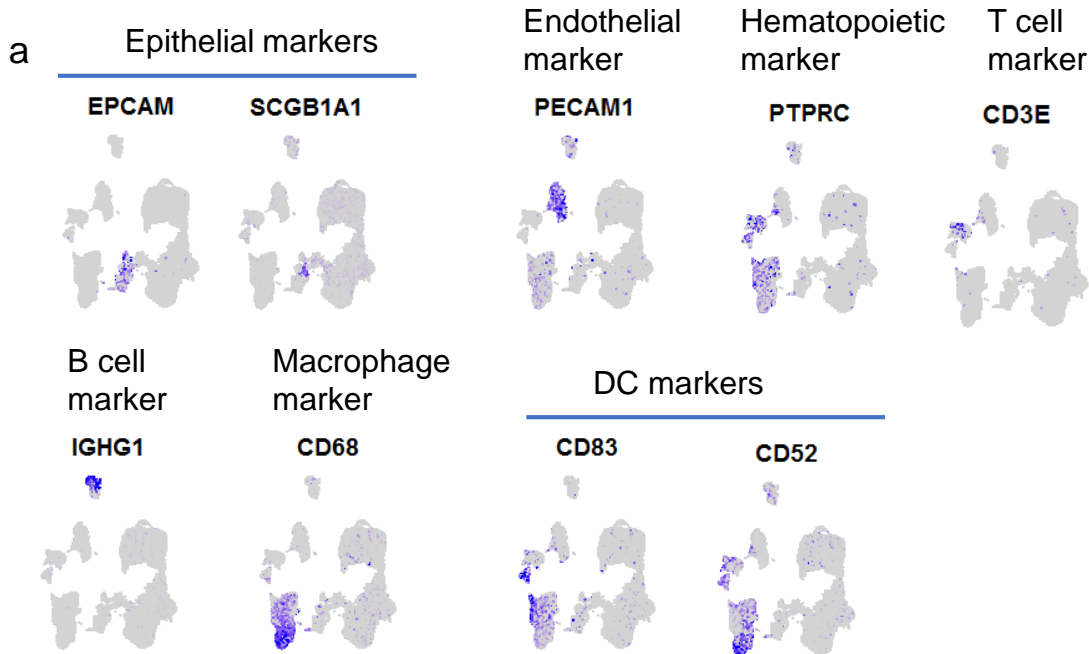 a
Epithelial markers
Endothelial
marker
Hematopoietic
marker
T cell
marker
EPCAM
SCGB1A1
PECAM1
PTPRC
CD3E
B cell
marker
Macrophage
marker
DC markers
IGHG1
CD68
CD83
CD52